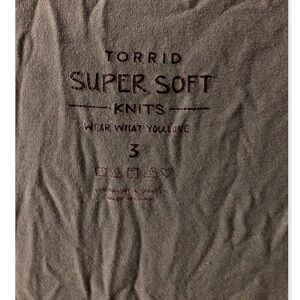 TORRID
SUPER SOFT
KNITS
WEAR WHAT YOU LOVE
3